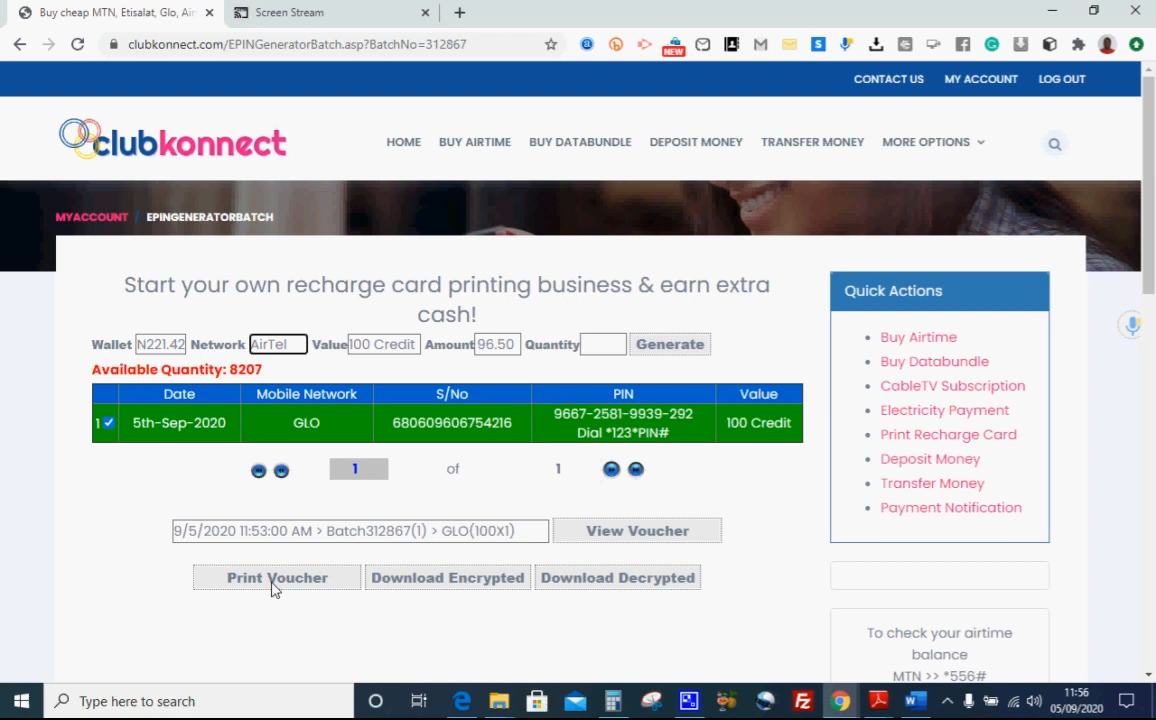 Buy cheap MTN, Etisalat, Glo, Air
Screen Stream
clubkonnect.com/EPINGeneratorBatch.asp?BatchNo=312867
NEW
CONTACT US MY ACCOUNT LOG OUT
clubkonnect
HOME BUY AIRTIME BUY DATABUNDLE DEPOSIT MONEY TRANSFER MONEY MORE OPTIONS
MYACCOUNT / EPINGENERATORBATCH
Start your own recharge card printing business & earn extra
cash!
Wallet N221.42 Network AirTel Value 100 Credit Amount 96.50 Quantity Generate
Available Quantity: 8207
Date Mobile Network S/No PIN Value
1 5th-Sep-2020 GLO 680609606754216 9667-2581-9939-292 100 Credit
Dial *123*PIN#
1 of 1
9/5/2020 11:53:00 AM > Batch312867(1) > GLO(100X1) View Voucher
Print Voucher Download Encrypted Download Decrypted
Quick Actions
Buy Airtime
Buy Databundle
CableTV Subscription
Electricity Payment
Print Recharge Card
Deposit Money
Transfer Money
Payment Notification
To check your airtime
balance
MTN >> *556#
Type here to search
11:56
05/09/2020